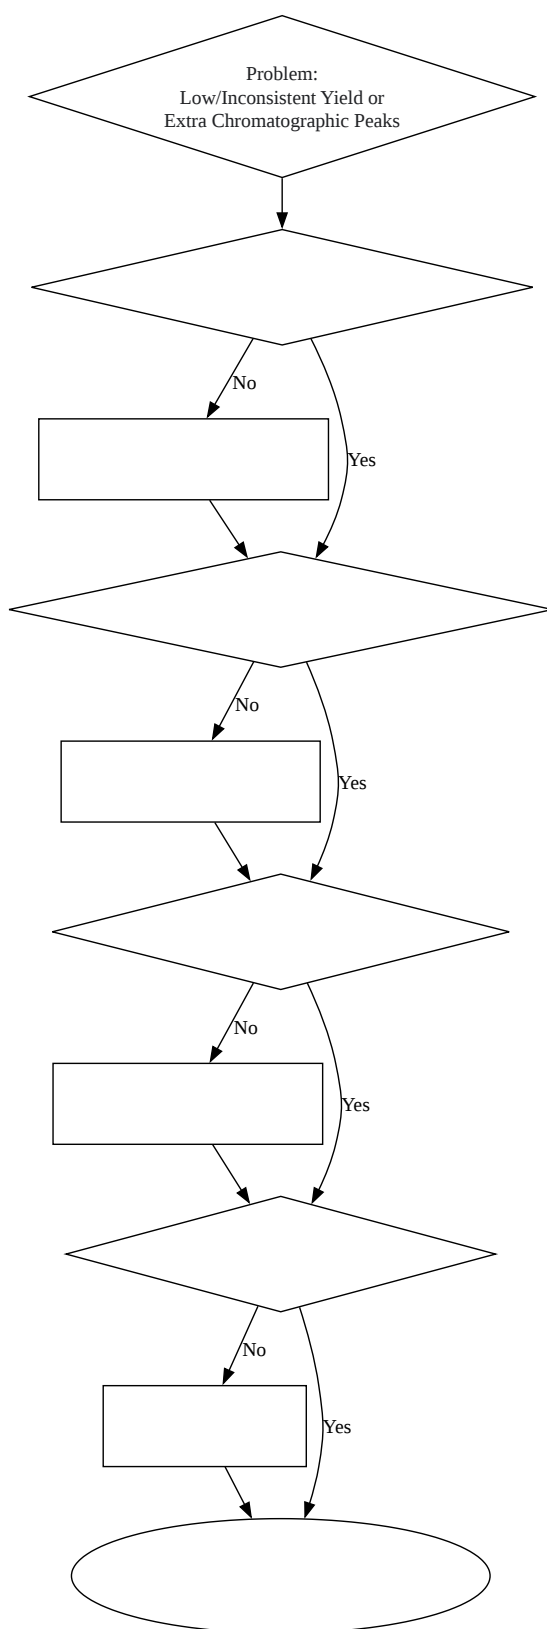 Problem:
Low/Inconsistent Yield or
Extra Chromatographic Peaks
No
Yes
No
Yes
No
Yes
No
Yes